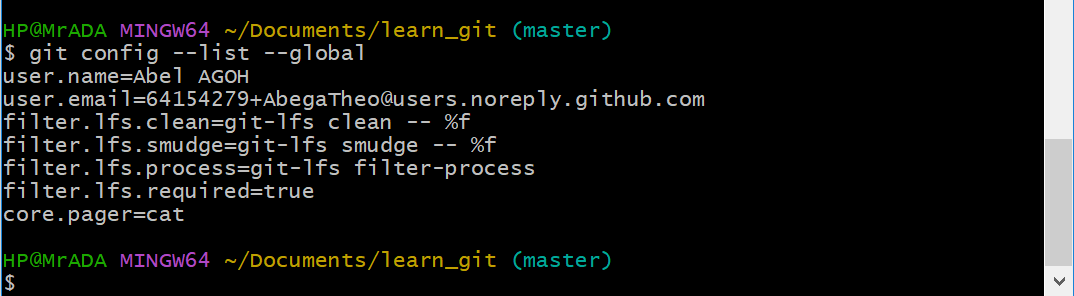 HP@MrADA MINGW64 ~/Documents/learn_git (master)
$ git config --list --global
user.name=Abel AGOH
user.email=64154279+AbegaTheo@users.noreply.github.com
filter.lfs.clean=git-lfs clean -- %f
filter.lfs.smudge=git-lfs smudge -- %f
filter.lfs.process=git-lfs filter-process
filter.lfs.required=true
core.pager=cat
HP@MrADA MINGW64 ~/Documents/learn_git (master)
$